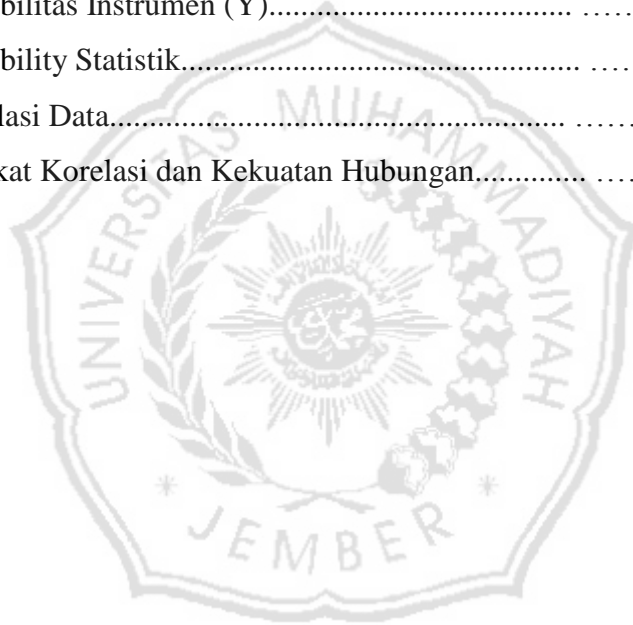 bilitas Instrumen (Y).................................. .....
bility Statistik............................................ .....
lasi Data.................................................... ......
kat Korelasi dan Kekuatan Hubungan.............. .....
UNIVERSITAS MUHAMMADIYAH
* JEMBER *